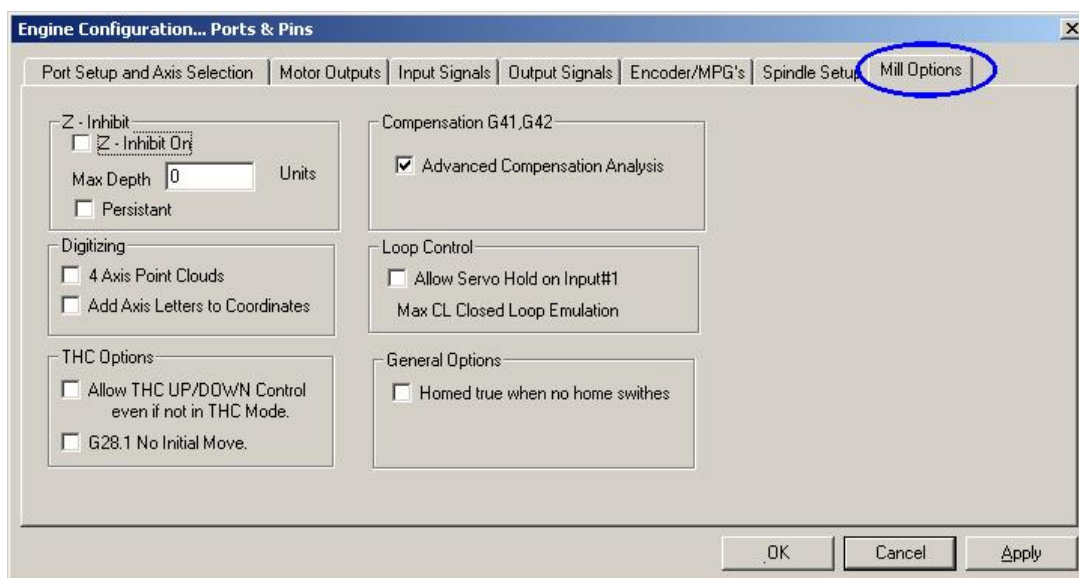 Engine Configuration... Ports & Pins
Port Setup and Axis Selection
Motor Outputs
Input Signals
Output Signals
Encoder/MPG's
Spindle Setup
Mill Options
Z - Inhibit
Z - Inhibit On
Max Depth 0 Units
Persistant
Digitizing
4 Axis Point Clouds
Add Axis Letters to Coordinates
THC Options
Allow THC UP/DOWN Control
even if not in THC Mode.
G28.1 No Initial Move.
Compensation G41,G42
Advanced Compensation Analysis
Loop Control
Allow Servo Hold on Input#1
Max CL Closed Loop Emulation
General Options
Homed true when no home swithes
OK
Cancel
Apply